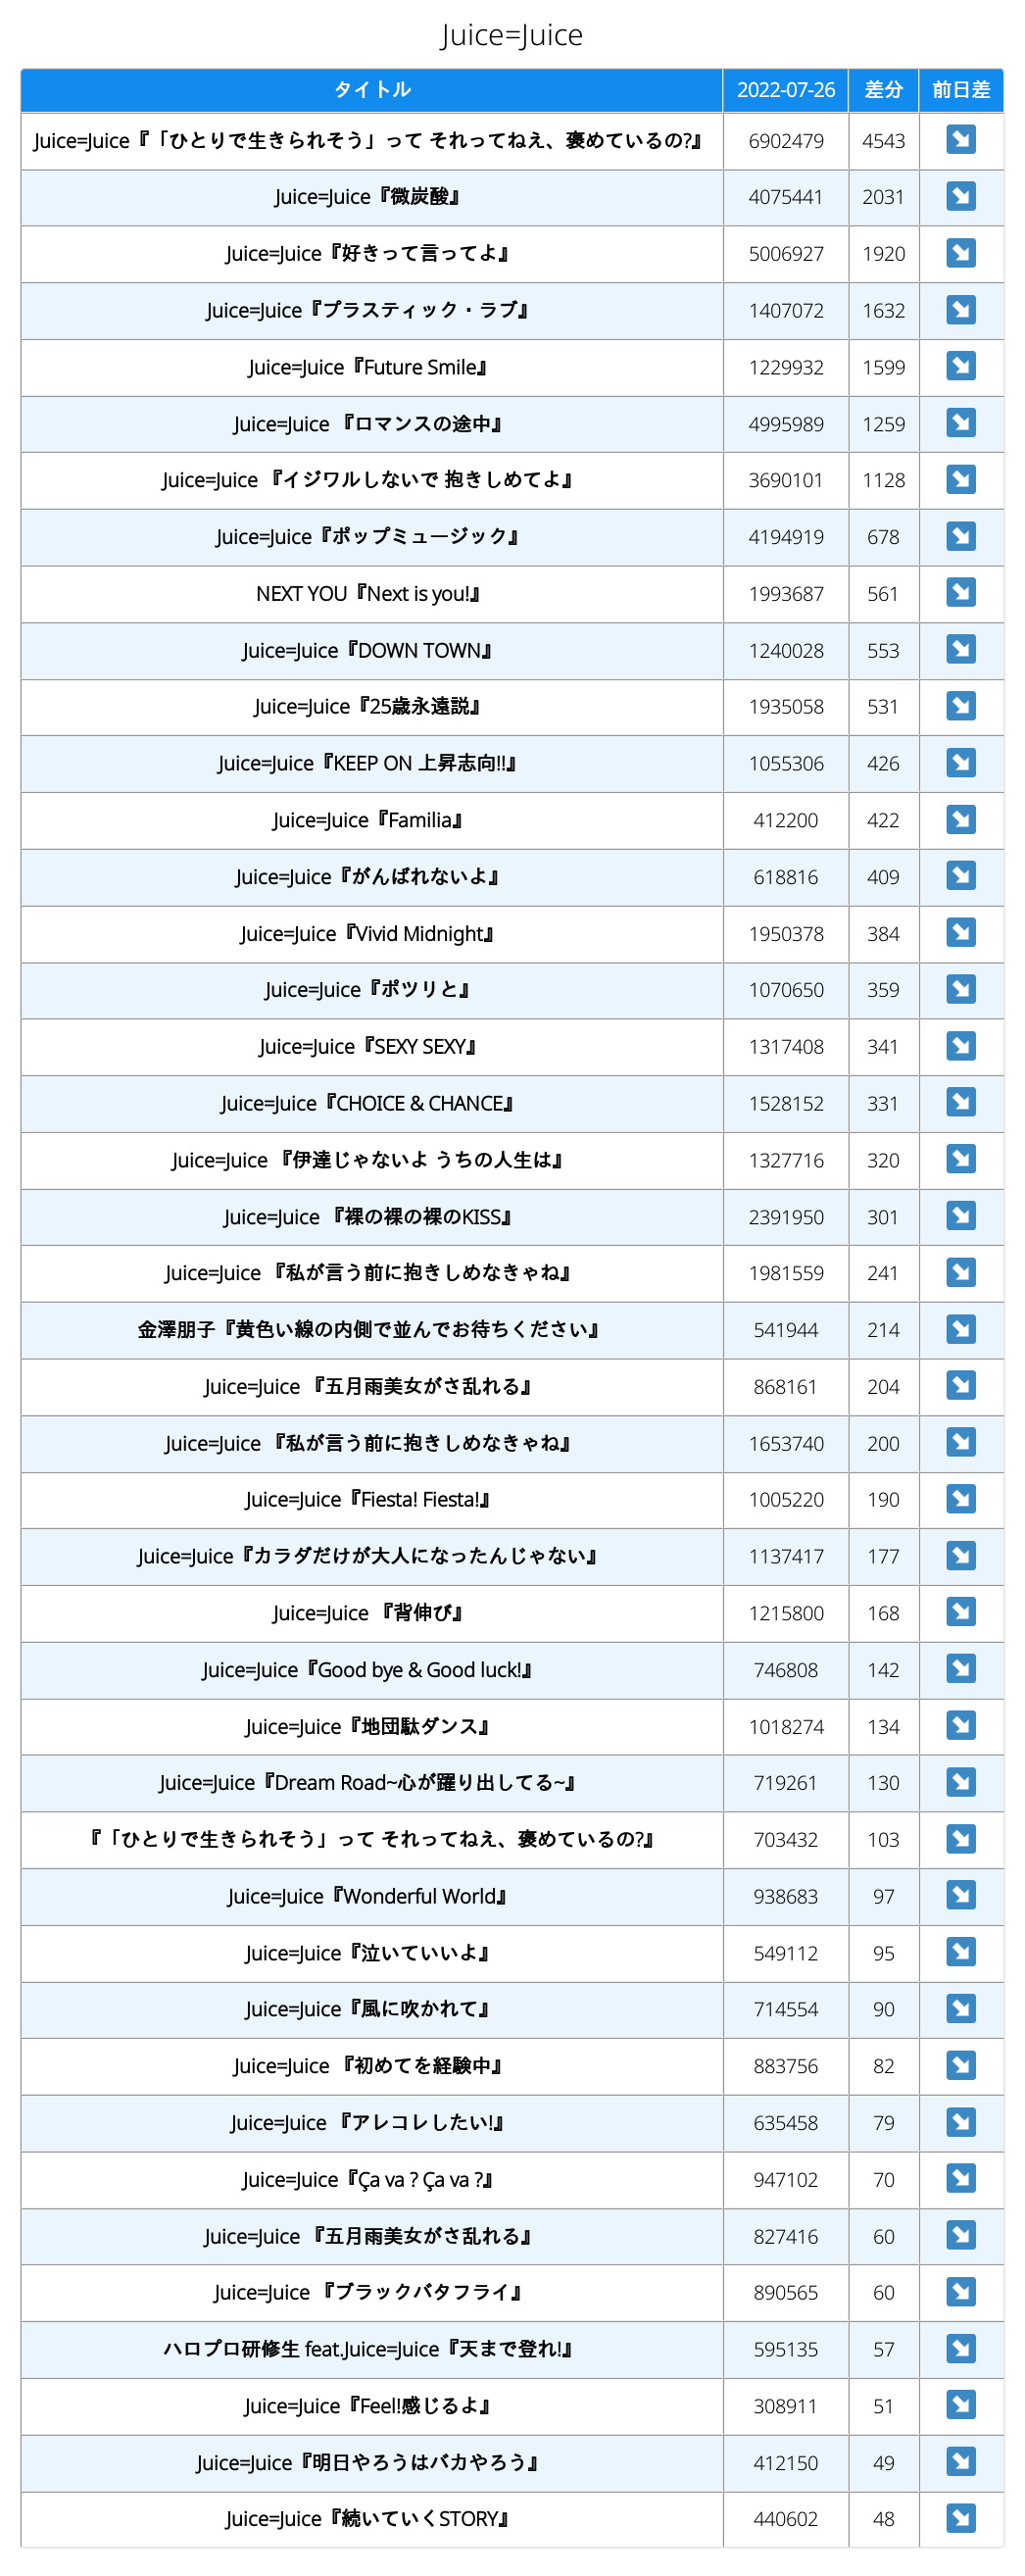 Juice=Juice
タイトル 2022-07-26 差分 前日差
Juice=Juice『「ひとりで生きられそう」って それってねえ、褒めているの?』 6902479 4543
Juice=Juice『微炭酸』 4075441 2031
Juice=Juice『好きって言ってよ』 5006927 1920
Juice=Juice『プラスティック・ラブ』 1407072 1632
Juice=Juice『Future Smile』 1229932 1599
Juice=Juice 『ロマンスの途中』 4995989 1259
Juice=Juice 『イジワルしないで 抱きしめてよ』 3690101 1128
Juice=Juice『ポップミュージック』 4194919 678
NEXT YOU『Next is you!』 1993687 561
Juice=Juice『DOWN TOWN』 1240028 553
Juice=Juice『25歳永遠説』 1935058 531
Juice=Juice『KEEP ON 上昇志向!!』 1055306 426
Juice=Juice『Familia』 412200 422
Juice=Juice『がんばれないよ』 618816 409
Juice=Juice『Vivid Midnight』 1950378 384
Juice=Juice『ポツリと』 1070650 359
Juice=Juice『SEXY SEXY』 1317408 341
Juice=Juice『CHOICE & CHANCE』 1528152 331
Juice=Juice 『伊達じゃないよ うちの人生は』 1327716 320
Juice=Juice 『裸の裸の裸のKISS』 2391950 301
Juice=Juice 『私が言う前に抱きしめなきゃね』 1981559 241
金澤朋子『黄色い線の内側で並んでお待ちください』 541944 214
Juice=Juice 『五月雨美女がさ乱れる』 868161 204
Juice=Juice 『私が言う前に抱きしめなきゃね』 1653740 200
Juice=Juice『Fiesta! Fiesta!』 1005220 190
Juice=Juice『カラダだけが大人になったんじゃない』 1137417 177
Juice=Juice 『背伸び』 1215800 168
Juice=Juice『Good bye & Good luck!』 746808 142
Juice=Juice『地団駄ダンス』 1018274 134
Juice=Juice『Dream Road~心が躍り出してる~』 719261 130
『「ひとりで生きられそう」って それってねえ、褒めているの?』 703432 103
Juice=Juice『Wonderful World』 938683 97
Juice=Juice『泣いていいよ』 549112 95
Juice=Juice『風に吹かれて』 714554 90
Juice=Juice 『初めてを経験中』 883756 82
Juice=Juice 『アレコレしたい!』 635458 79
Juice=Juice『Ça va ? Ça va ?』 947102 70
Juice=Juice 『五月雨美女がさ乱れる』 827416 60
Juice=Juice 『ブラックバタフライ』 890565 60
ハロプロ研修生 feat.Juice=Juice『天まで登れ!』 595135 57
Juice=Juice『Feel!感じるよ』 308911 51
Juice=Juice『明日やろうはバカやろう』 412150 49
Juice=Juice『続いていくSTORY』 440602 48